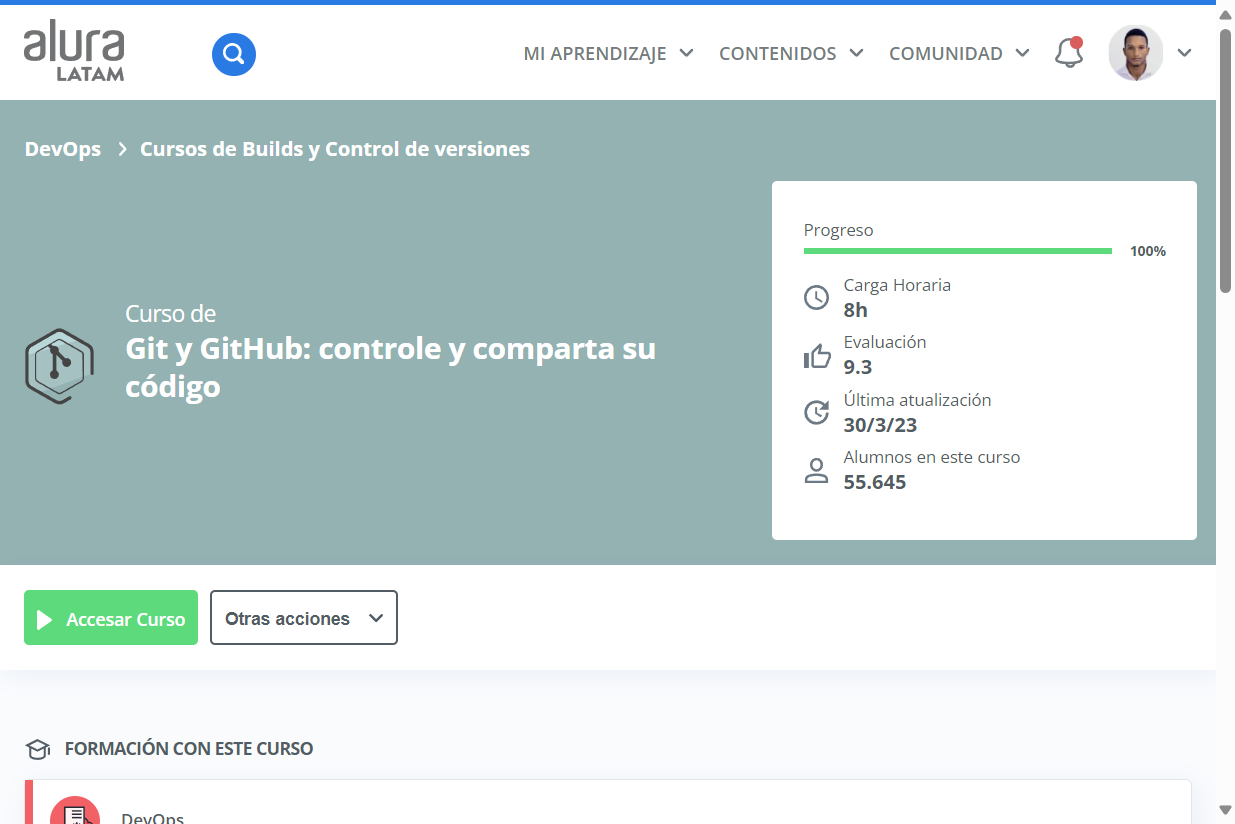 alura
LATAM
MI APRENDIZAJE
CONTENIDOS
COMUNIDAD
DevOps > Cursos de Builds y Control de versiones
Curso de
Git y GitHub: controle y comparta su
código
Progreso
100%
Carga Horaria
8h
Evaluación
9.3
Última atualización
30/3/23
Alumnos en este curso
55.645
Accesar Curso
Otras acciones
FORMACIÓN CON ESTE CURSO
DevOps